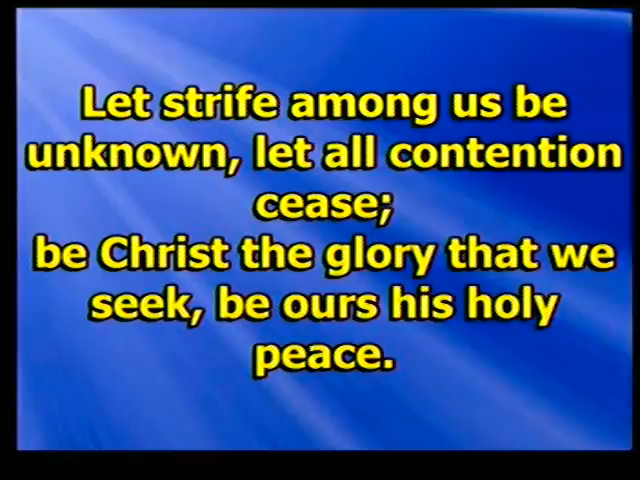 Let strife among us be
unknown, let all contention
cease;
be Christ the glory that we
seek, be ours his holy
peace.